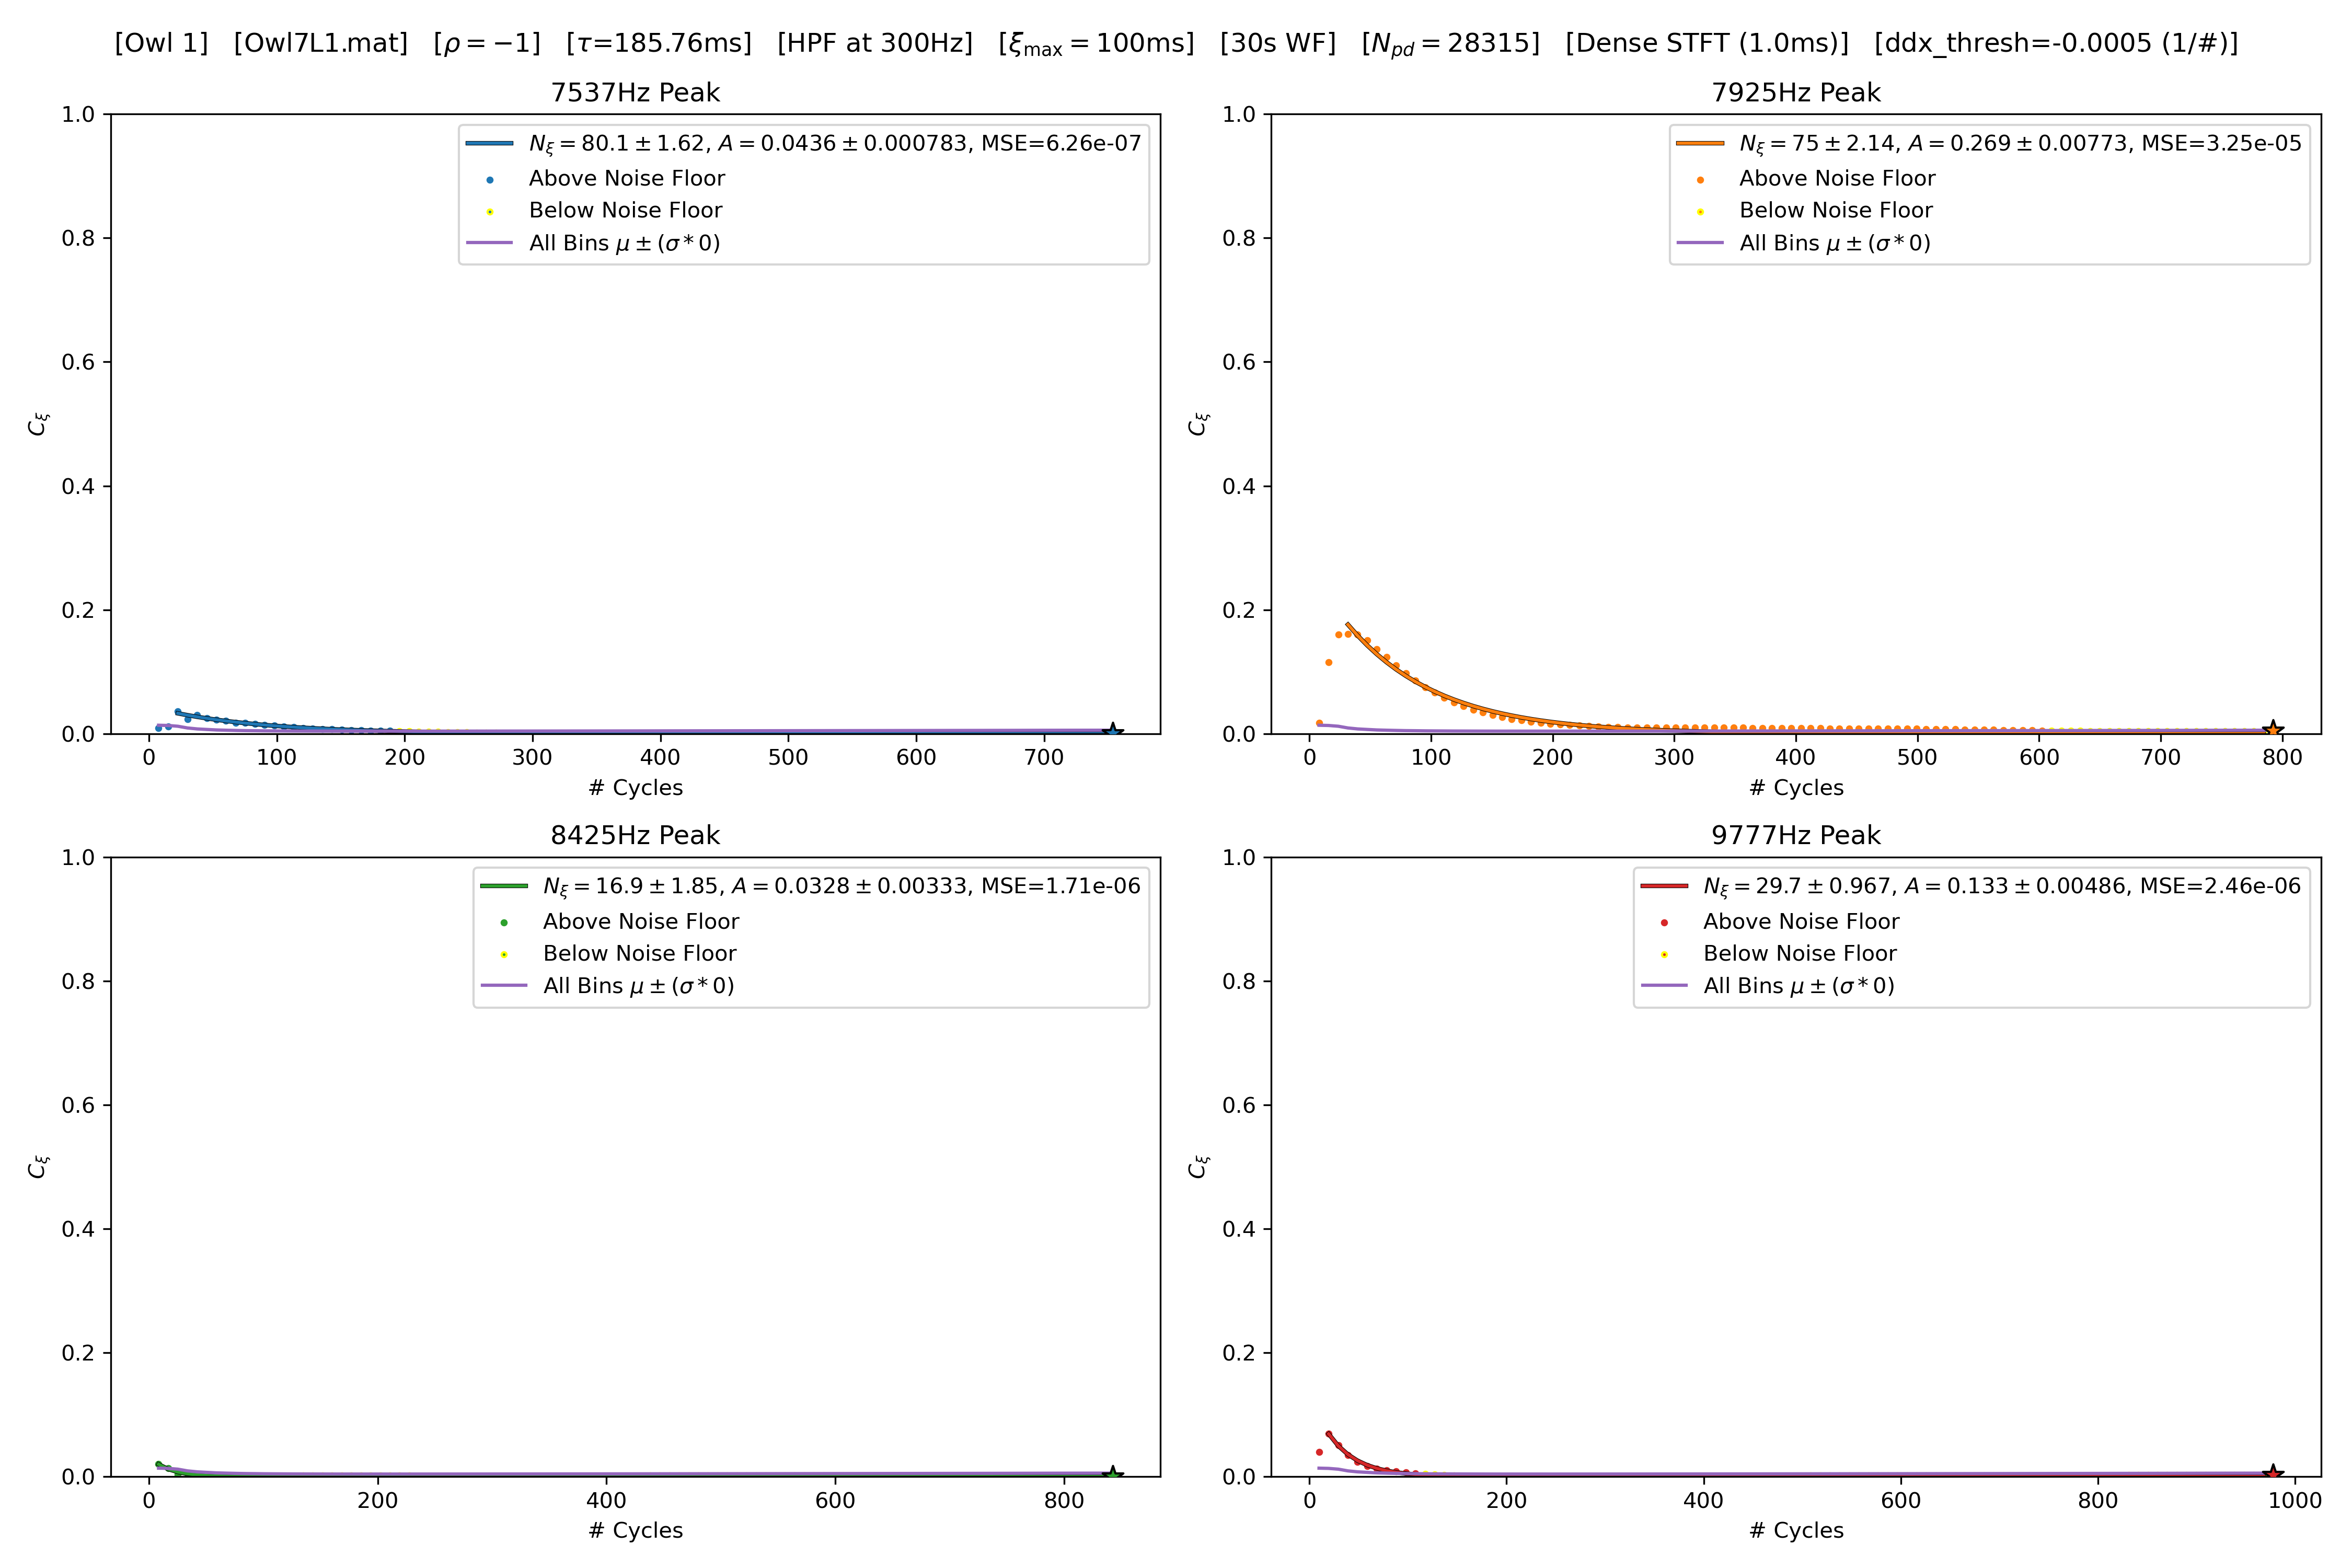 [Owl 1] [Owl7L1.mat] [ρ = −1] [τ=185.76ms] [HPF at 300Hz] [ξmax = 100ms] [30s WF] [Npd = 28315] [Dense STFT (1.0ms)] [ddx_thresh=-0.0005 (1/#)]
7537Hz Peak
Nξ = 80.1 ± 1.62, A = 0.0436 ± 0.000783, MSE=6.26e-07
Above Noise Floor
Below Noise Floor
All Bins μ ± (σ * 0)
1.0
0.8
0.6
0.4
0.2
0.0
Cξ
0 100 200 300 400 500 600 700
# Cycles
7925Hz Peak
Nξ = 75 ± 2.14, A = 0.269 ± 0.00773, MSE=3.25e-05
Above Noise Floor
Below Noise Floor
All Bins μ ± (σ * 0)
1.0
0.8
0.6
0.4
0.2
0.0
Cξ
0 100 200 300 400 500 600 700 800
# Cycles
8425Hz Peak
Nξ = 16.9 ± 1.85, A = 0.0328 ± 0.00333, MSE=1.71e-06
Above Noise Floor
Below Noise Floor
All Bins μ ± (σ * 0)
1.0
0.8
0.6
0.4
0.2
0.0
Cξ
0 200 400 600 800
# Cycles
9777Hz Peak
Nξ = 29.7 ± 0.967, A = 0.133 ± 0.00486, MSE=2.46e-06
Above Noise Floor
Below Noise Floor
All Bins μ ± (σ * 0)
1.0
0.8
0.6
0.4
0.2
0.0
Cξ
0 200 400 600 800 1000
# Cycles